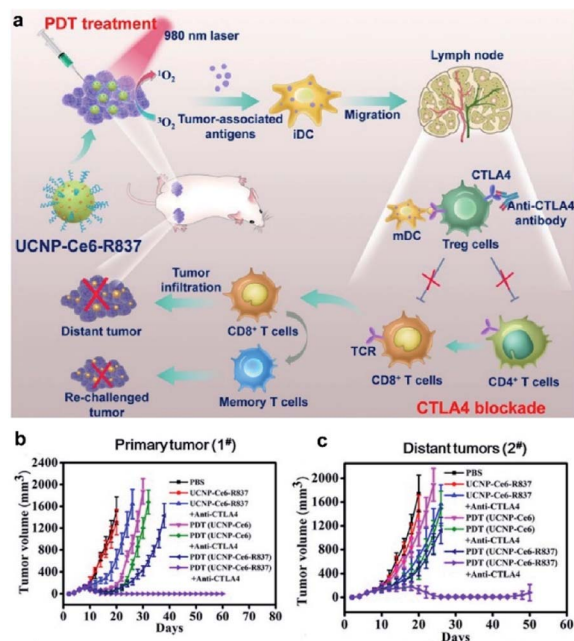 a
PDT treatment
980 nm laser
¹O₂
³O₂
Tumor-associated
antigens
iDC
Migration
Lymph node
UCNP-Ce6-R837
CTLA4
Anti-CTLA4
antibody
mDC
Treg cells
Distant tumor
Tumor
infiltration
CD8⁺ T cells
TCR
CD8⁺ T cells
CD4⁺ T cells
Re-challenged
tumor
Memory T cells
CTLA4 blockade
b
Primary tumor (1#)
Tumor volume (mm³)
2400
2000
1600
1200
800
400
0
PBS
UCNP-Ce6-R837
UCNP-Ce6-R837
+Anti-CTLA4
PDT (UCNP-Ce6)
PDT (UCNP-Ce6)
+Anti-CTLA4
PDT (UCNP-Ce6-R837)
PDT (UCNP-Ce6-R837)
+Anti-CTLA4
0 10 20 30 40 50 60
Days
c
Distant tumors (2#)
Tumor volume (mm³)
2400
2000
1600
1200
800
400
0
PBS
UCNP-Ce6-R837
UCNP-Ce6-R837
+Anti-CTLA4
PDT (UCNP-Ce6)
PDT (UCNP-Ce6)
+Anti-CTLA4
PDT (UCNP-Ce6-R837)
PDT (UCNP-Ce6-R837)
+Anti-CTLA4
0 10 20 30 40 50
Days